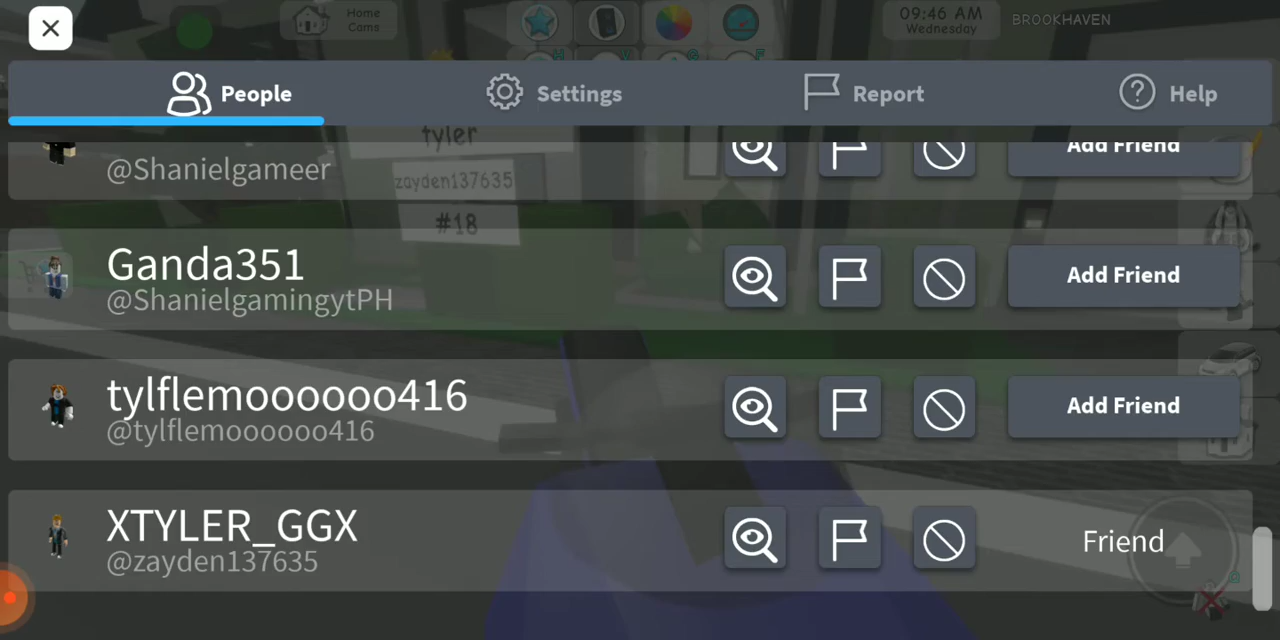 Home
Cams
09:46 AM
Wednesday
BROOKHAVEN
People
Settings
Report
Help
tyler
zayden137635
#18
@Shanielgameer
Add Friend
Ganda351
@ShanielgamingytPH
Add Friend
tylflemoooooo416
@tylflemoooooo416
Add Friend
XTYLER_GGX
@zayden137635
Friend